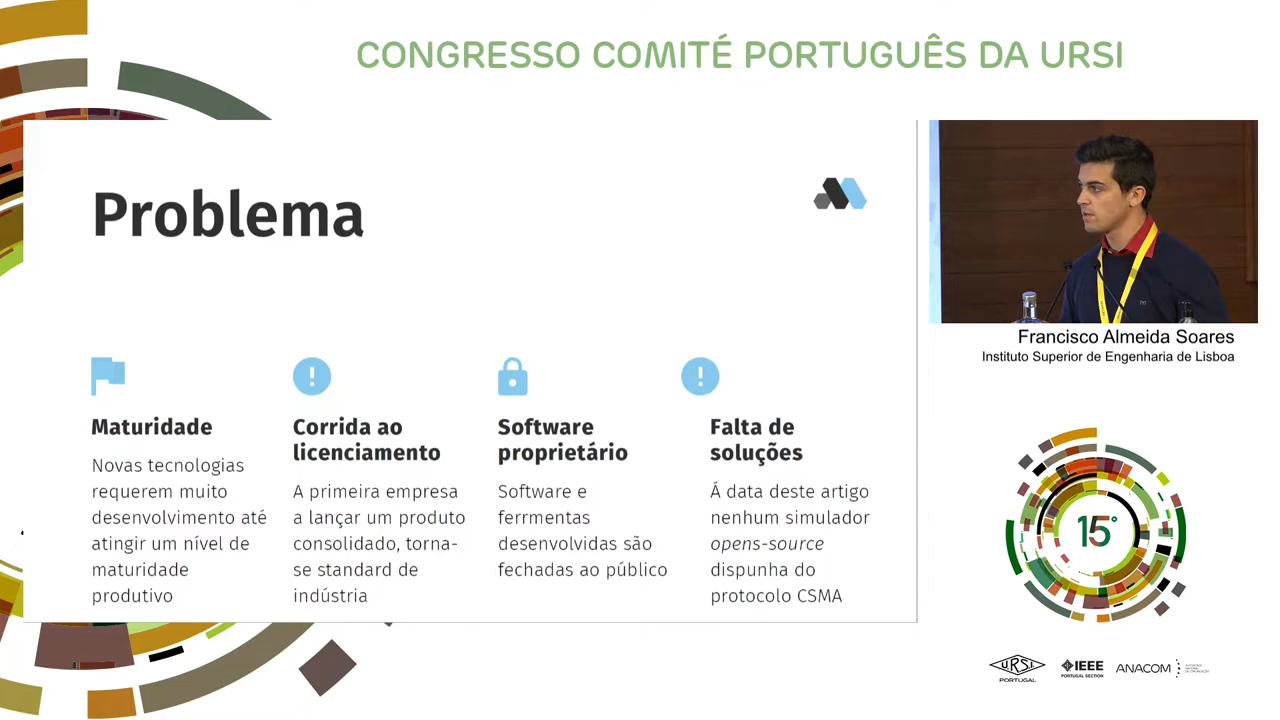 CONGRESSO COMITÉ PORTUGUÊS DA URSI
Problema
Maturidade
Novas tecnologias
requerem muito
desenvolvimento até
atingir um nível de
maturidade
produtivo
Corrida ao
licenciamento
A primeira empresa
a lançar um produto
consolidado, torna-
se standard de
indústria
Software
proprietário
Software e
ferrmentas
desenvolvidas são
fechadas ao público
Falta de
soluções
Á data deste artigo
nenhum simulador
opens-source
dispunha do
protocolo CSMA
Francisco Almeida Soares
Instituto Superior de Engenharia de Lisboa
15°
URSI
PORTUGAL
IEEE
PORTUGAL SECTION
ANACOM